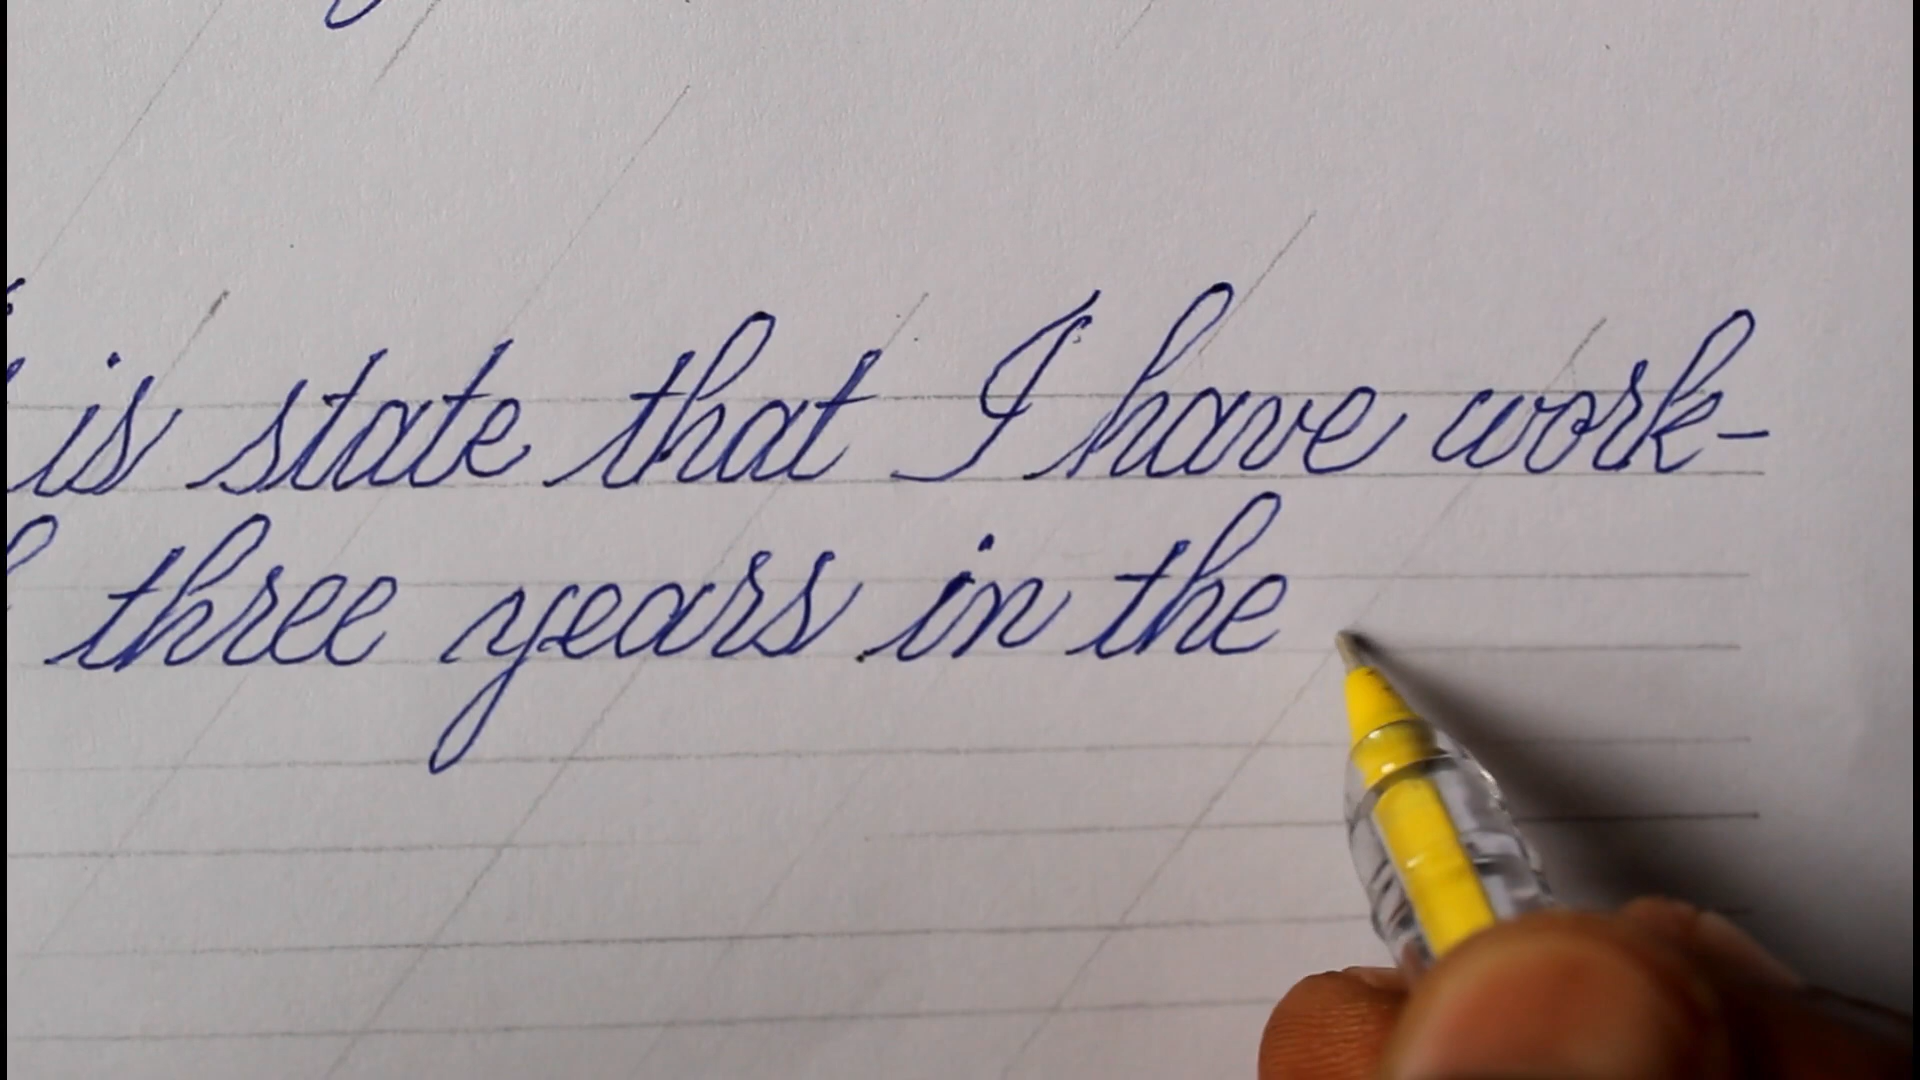 is state that I have work-
three years in the